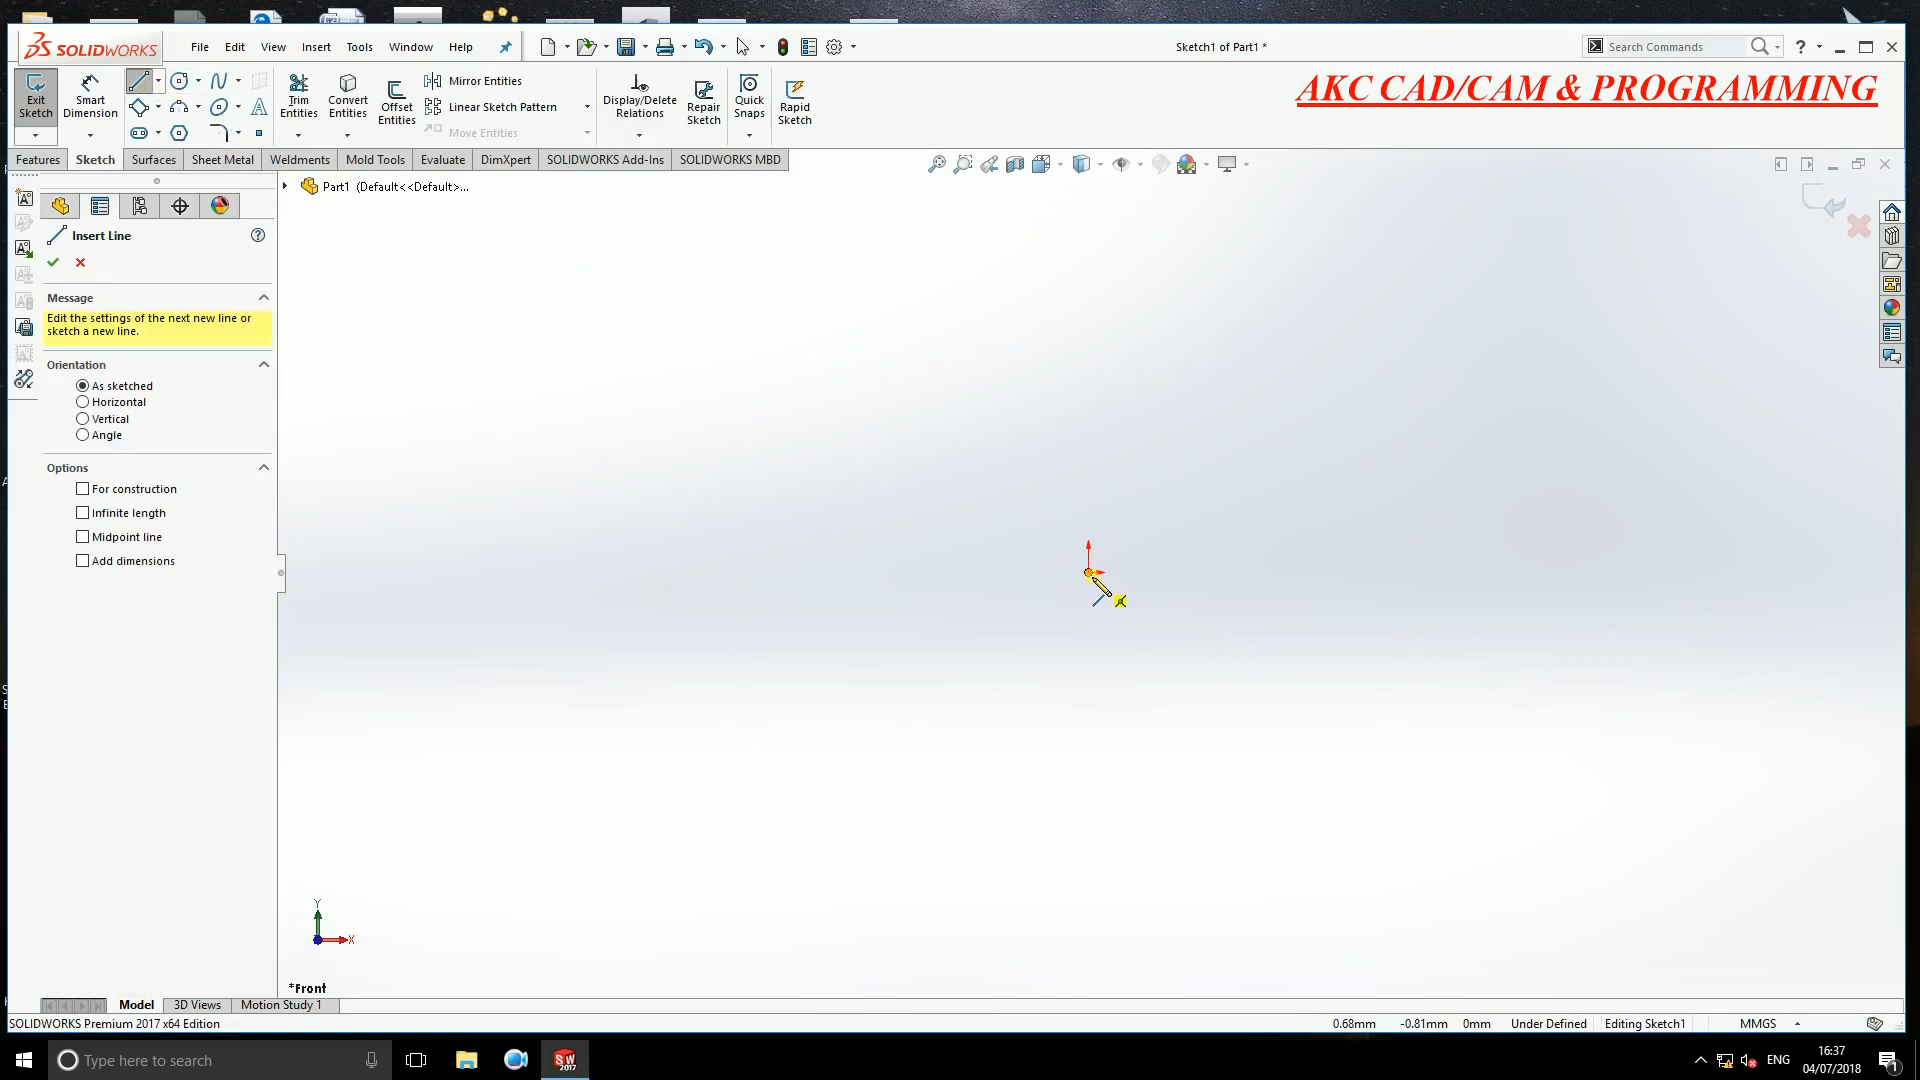 SOLIDWORKS
File Edit View Insert Tools Window Help
Sketch1 of Part1 *
Search Commands
?
AKC CAD/CAM & PROGRAMMING
Exit Sketch
Smart Dimension
Trim Entities
Convert Entities
Offset Entities
Mirror Entities
Linear Sketch Pattern
Move Entities
Display/Delete Relations
Repair Sketch
Quick Snaps
Rapid Sketch
Features Sketch Surfaces Sheet Metal Weldments Mold Tools Evaluate DimXpert SOLIDWORKS Add-Ins SOLIDWORKS MBD
Part1 (Default<<Default>...
Insert Line
?
Message
Edit the settings of the next new line or
sketch a new line.
Orientation
As sketched
Horizontal
Vertical
Angle
Options
For construction
Infinite length
Midpoint line
Add dimensions
Y
X
*Front
Model 3D Views Motion Study 1
SOLIDWORKS Premium 2017 x64 Edition
0.68mm -0.81mm 0mm Under Defined Editing Sketch1 MMGS
Type here to search
SW
2017
ENG
16:37
04/07/2018
1